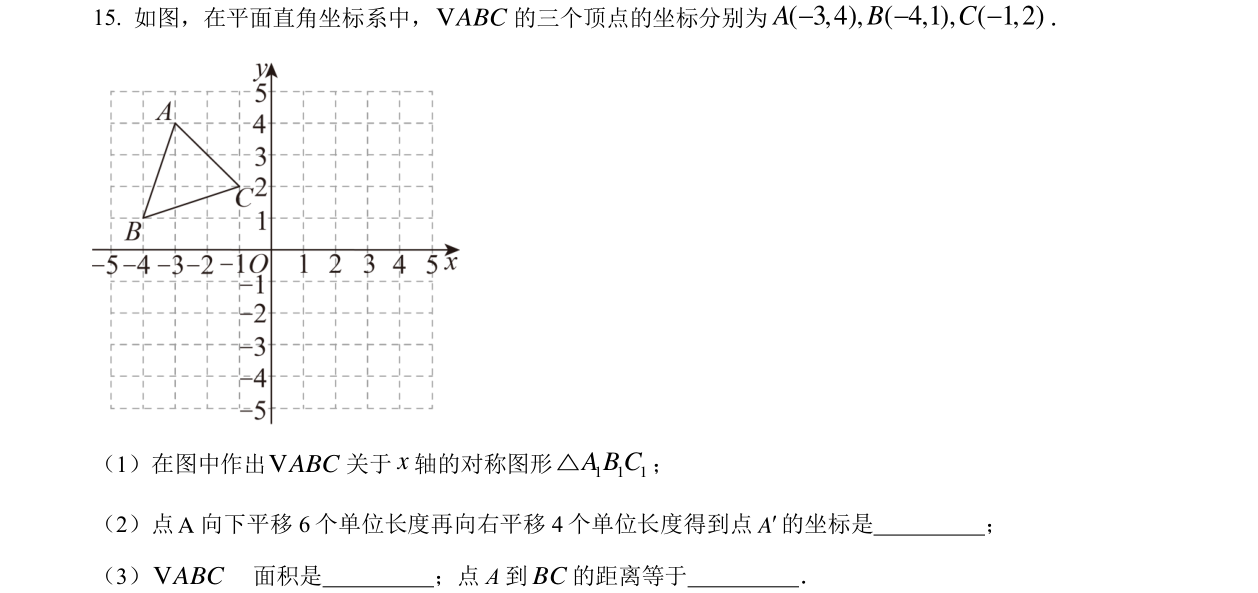 15. 如图，在平面直角坐标系中，VABC 的三个顶点的坐标分别为 A(−3,4), B(−4,1), C(−1,2) .
y
5
A
4
3
C 2
1
B
−5 −4 −3 −2 −1 O 1 2 3 4 5 x
−1
−2
−3
−4
−5
（1）在图中作出VABC 关于 x 轴的对称图形△A₁B₁C₁；
（2）点 A 向下平移 6 个单位长度再向右平移 4 个单位长度得到点 A′ 的坐标是__________；
（3）VABC 面积是__________；点 A 到 BC 的距离等于__________．